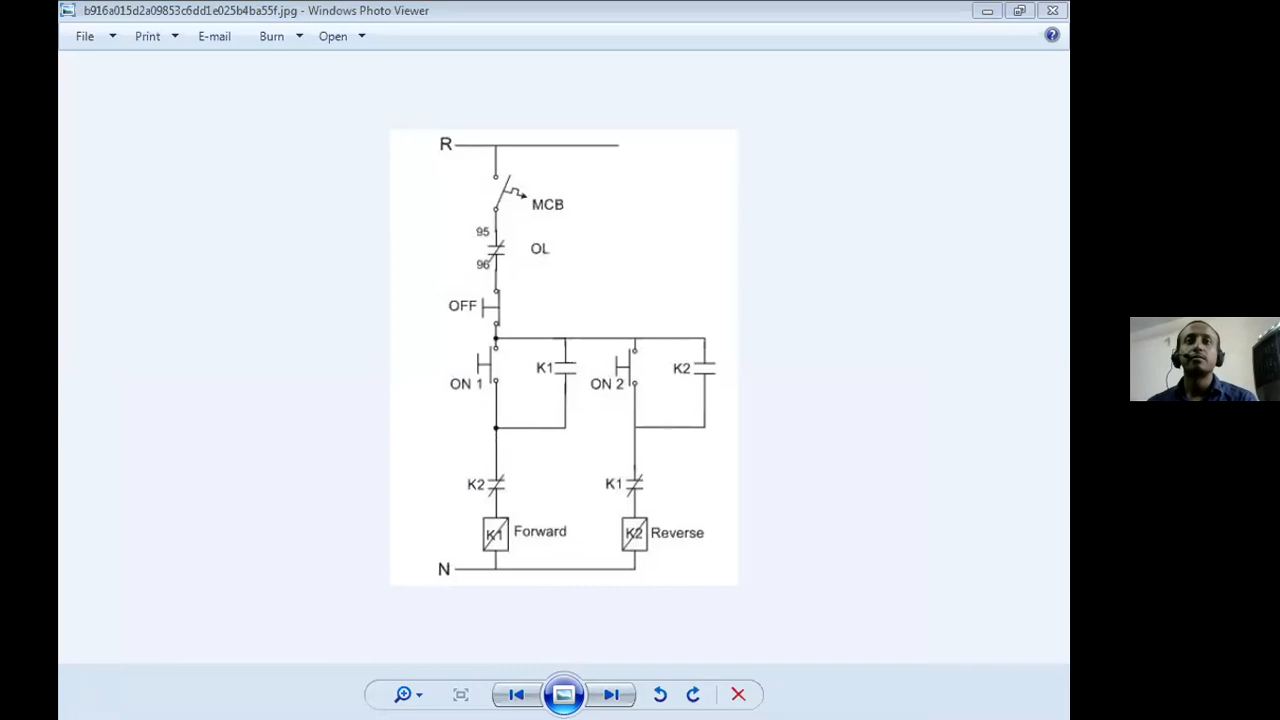 b916a015d2a09853c6dd1e025b4ba55f.jpg - Windows Photo Viewer
File Print E-mail Burn Open
R
MCB
95
OL
96
OFF
K1 K2
ON 1 ON 2
K2 K1
K1 Forward K2 Reverse
N